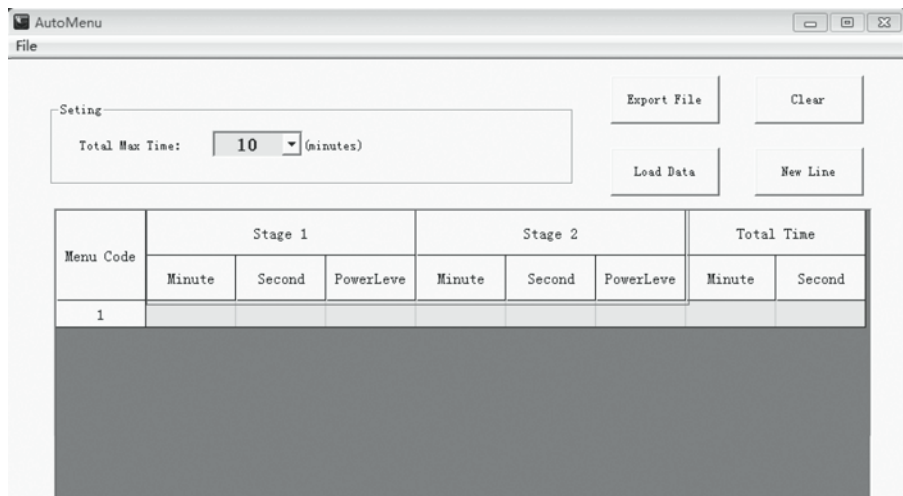 AutoMenu
File
Seting
Total Max Time: 10 (minutes)
Export File
Clear
Load Data
New Line
Menu Code
Stage 1
Stage 2
Total Time
Minute Second PowerLeve Minute Second PowerLeve Minute Second
1